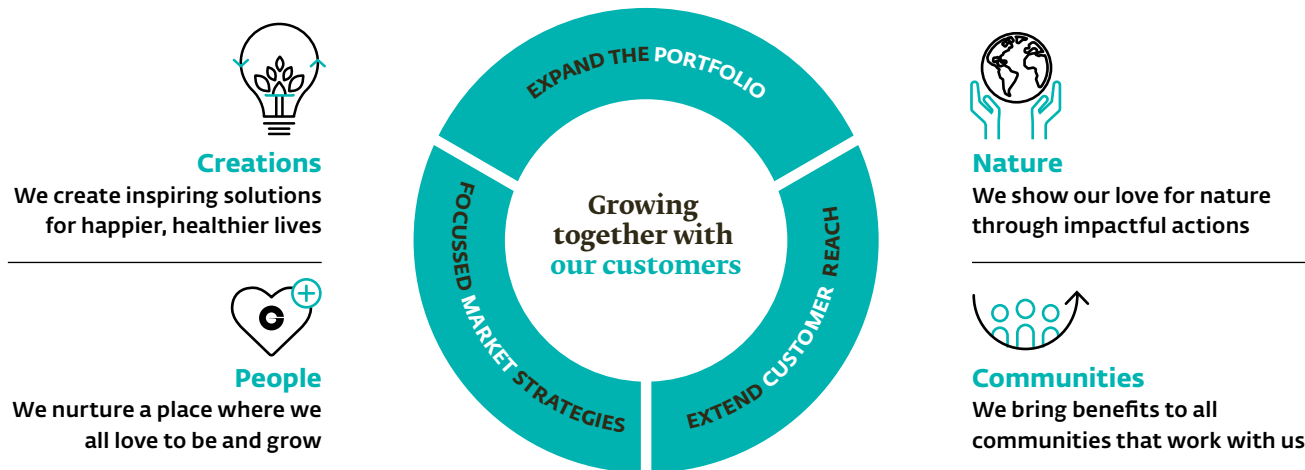 Creations
We create inspiring solutions
for happier, healthier lives
People
We nurture a place where we
all love to be and grow
EXPAND THE PORTFOLIO
FOCUSSED MARKET STRATEGIES
EXTEND CUSTOMER REACH
Growing
together with
our customers
Nature
We show our love for nature
through impactful actions
Communities
We bring benefits to all
communities that work with us